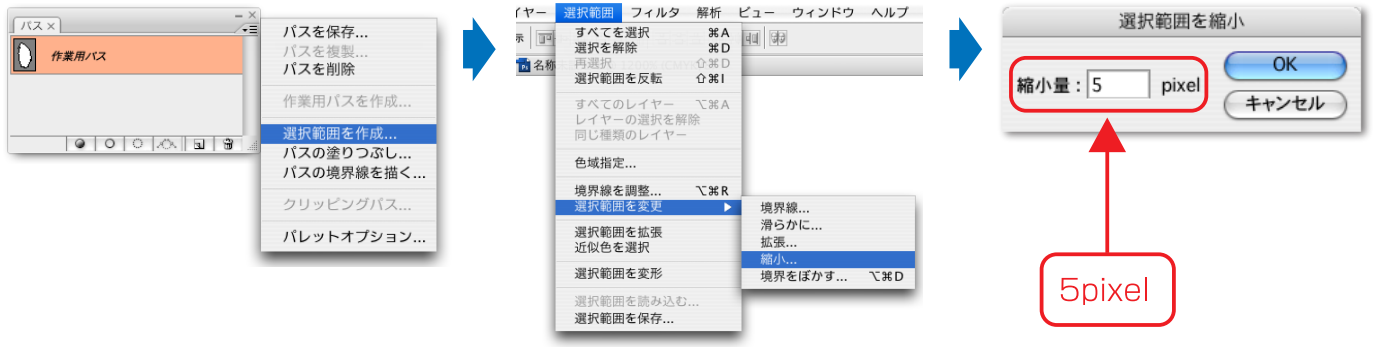 パス ×
作業用パス
パスを保存...
パスを複製...
パスを削除
作業用パスを作成...
選択範囲を作成...
パスの塗りつぶし...
パスの境界線を描く...
クリッピングパス...
パレットオプション...
イヤー 選択範囲 フィルタ 解析 ビュー ウィンドウ ヘルプ
すべてを選択 ⌘A
選択を解除 ⌘D
再選択 ⇧⌘D
選択範囲を反転 ⇧⌘I
すべてのレイヤー ⌥⌘A
レイヤーの選択を解除
同じ種類のレイヤー
色域指定...
境界線を調整... ⌥⌘R
選択範囲を変更 ▶
選択範囲を拡張
近似色を選択
選択範囲を変形
選択範囲を読み込む...
選択範囲を保存...
示
Ps 名称
境界線...
滑らかに...
拡張...
縮小...
境界をぼかす... ⌥⌘D
選択範囲を縮小
縮小量: 5 pixel
OK
キャンセル
5pixel